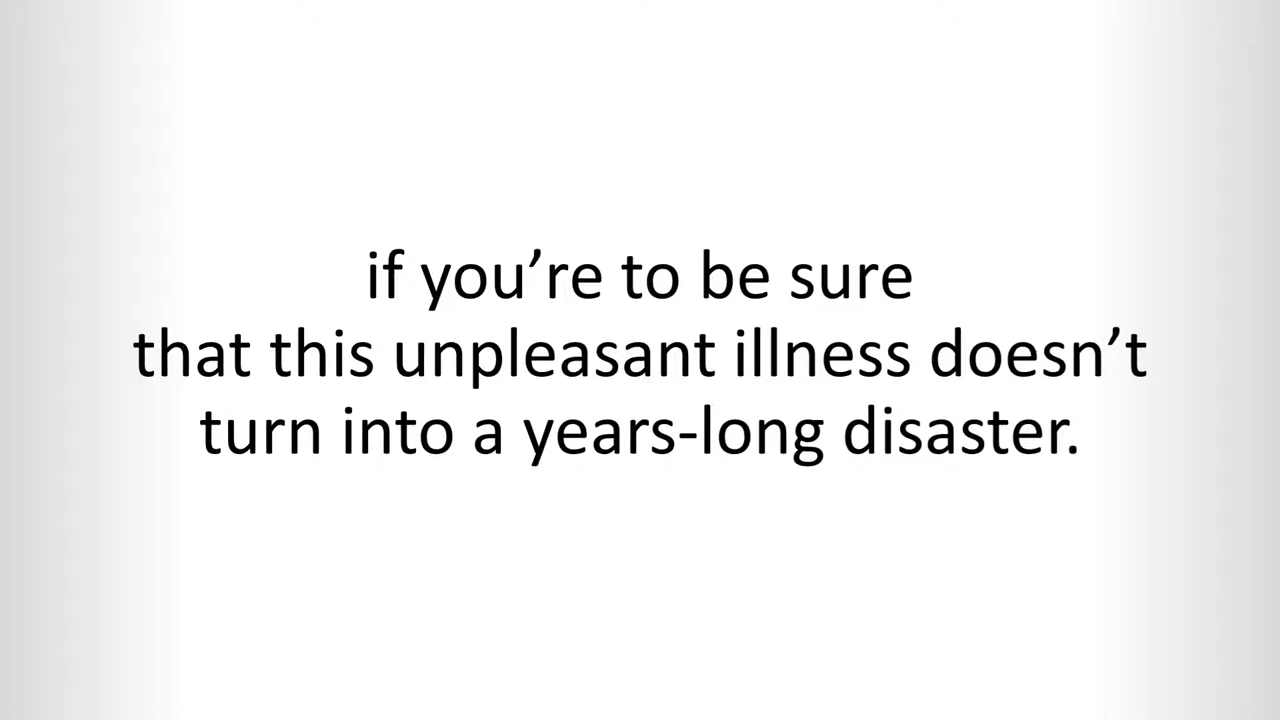 if you’re to be sure
that this unpleasant illness doesn’t
turn into a years-long disaster.